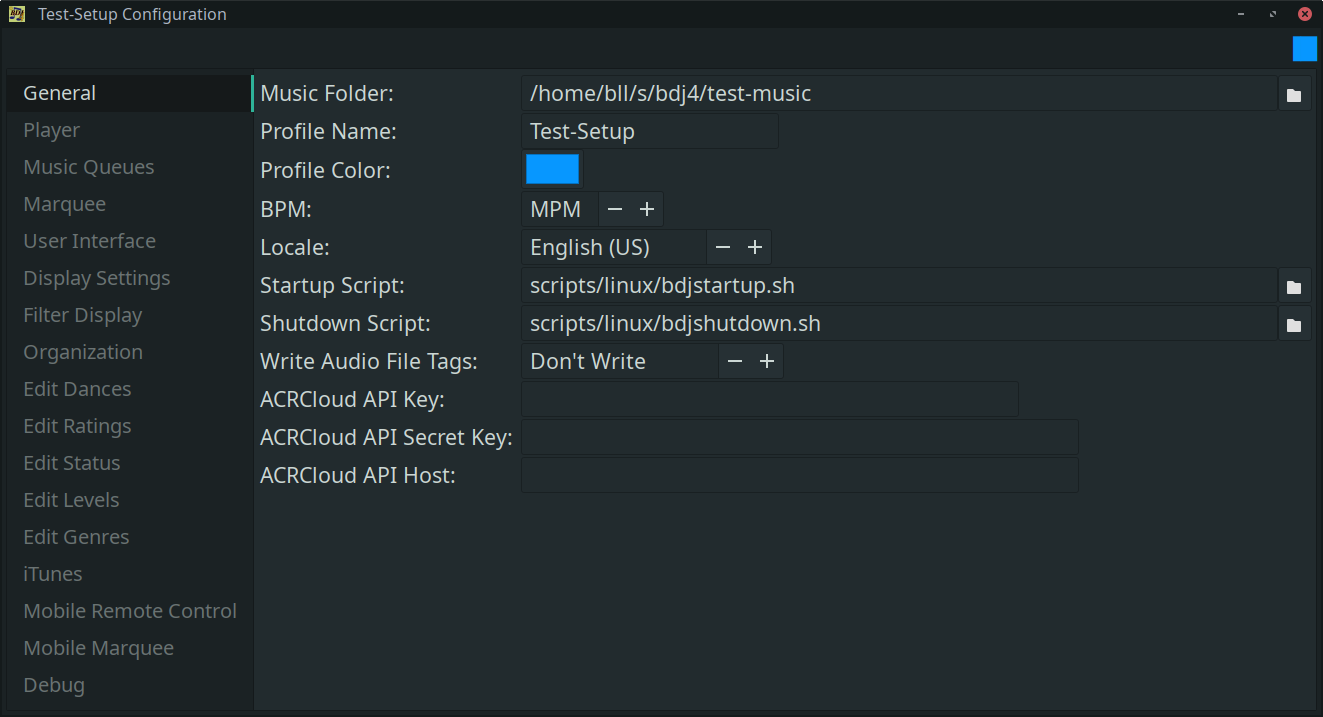 Test-Setup Configuration
General
Player
Music Queues
Marquee
User Interface
Display Settings
Filter Display
Organization
Edit Dances
Edit Ratings
Edit Status
Edit Levels
Edit Genres
iTunes
Mobile Remote Control
Mobile Marquee
Debug
Music Folder: /home/bll/s/bdj4/test-music
Profile Name: Test-Setup
Profile Color:
BPM: MPM
Locale: English (US)
Startup Script: scripts/linux/bdjstartup.sh
Shutdown Script: scripts/linux/bdjshutdown.sh
Write Audio File Tags: Don't Write
ACRCloud API Key:
ACRCloud API Secret Key:
ACRCloud API Host: